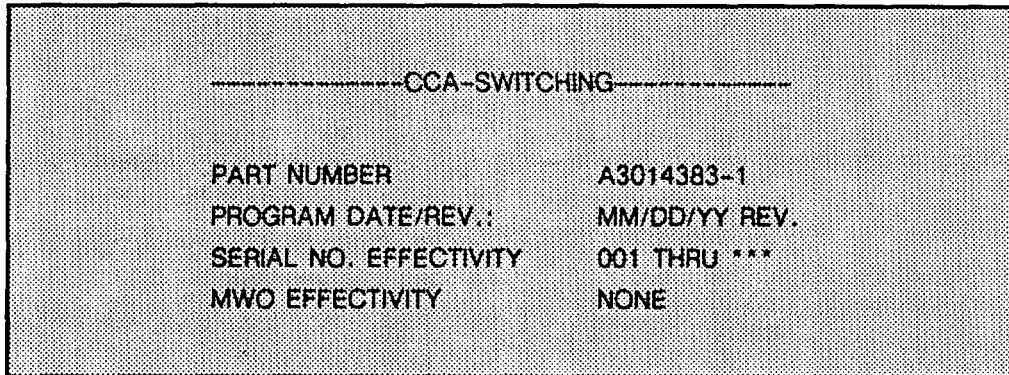 ---------------CCA-SWITCHING--------------
PART NUMBER A3014383-1
PROGRAM DATE/REV.: MM/DD/YY REV.
SERIAL NO. EFFECTIVITY 001 THRU ***
MWO EFFECTIVITY NONE